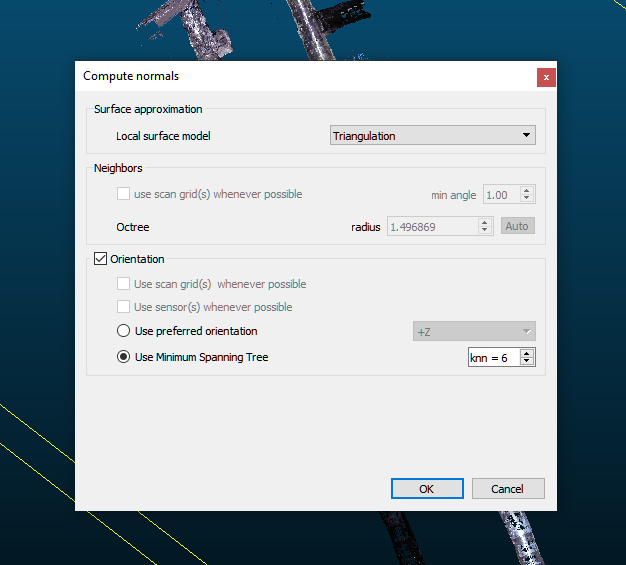 Compute normals
x
Surface approximation
Local surface model Triangulation
Neighbors
use scan grid(s) whenever possible min angle 1.00
Octree radius 1.496869 Auto
Orientation
Use scan grid(s) whenever possible
Use sensor(s) whenever possible
Use preferred orientation +Z
Use Minimum Spanning Tree knn = 6
OK Cancel